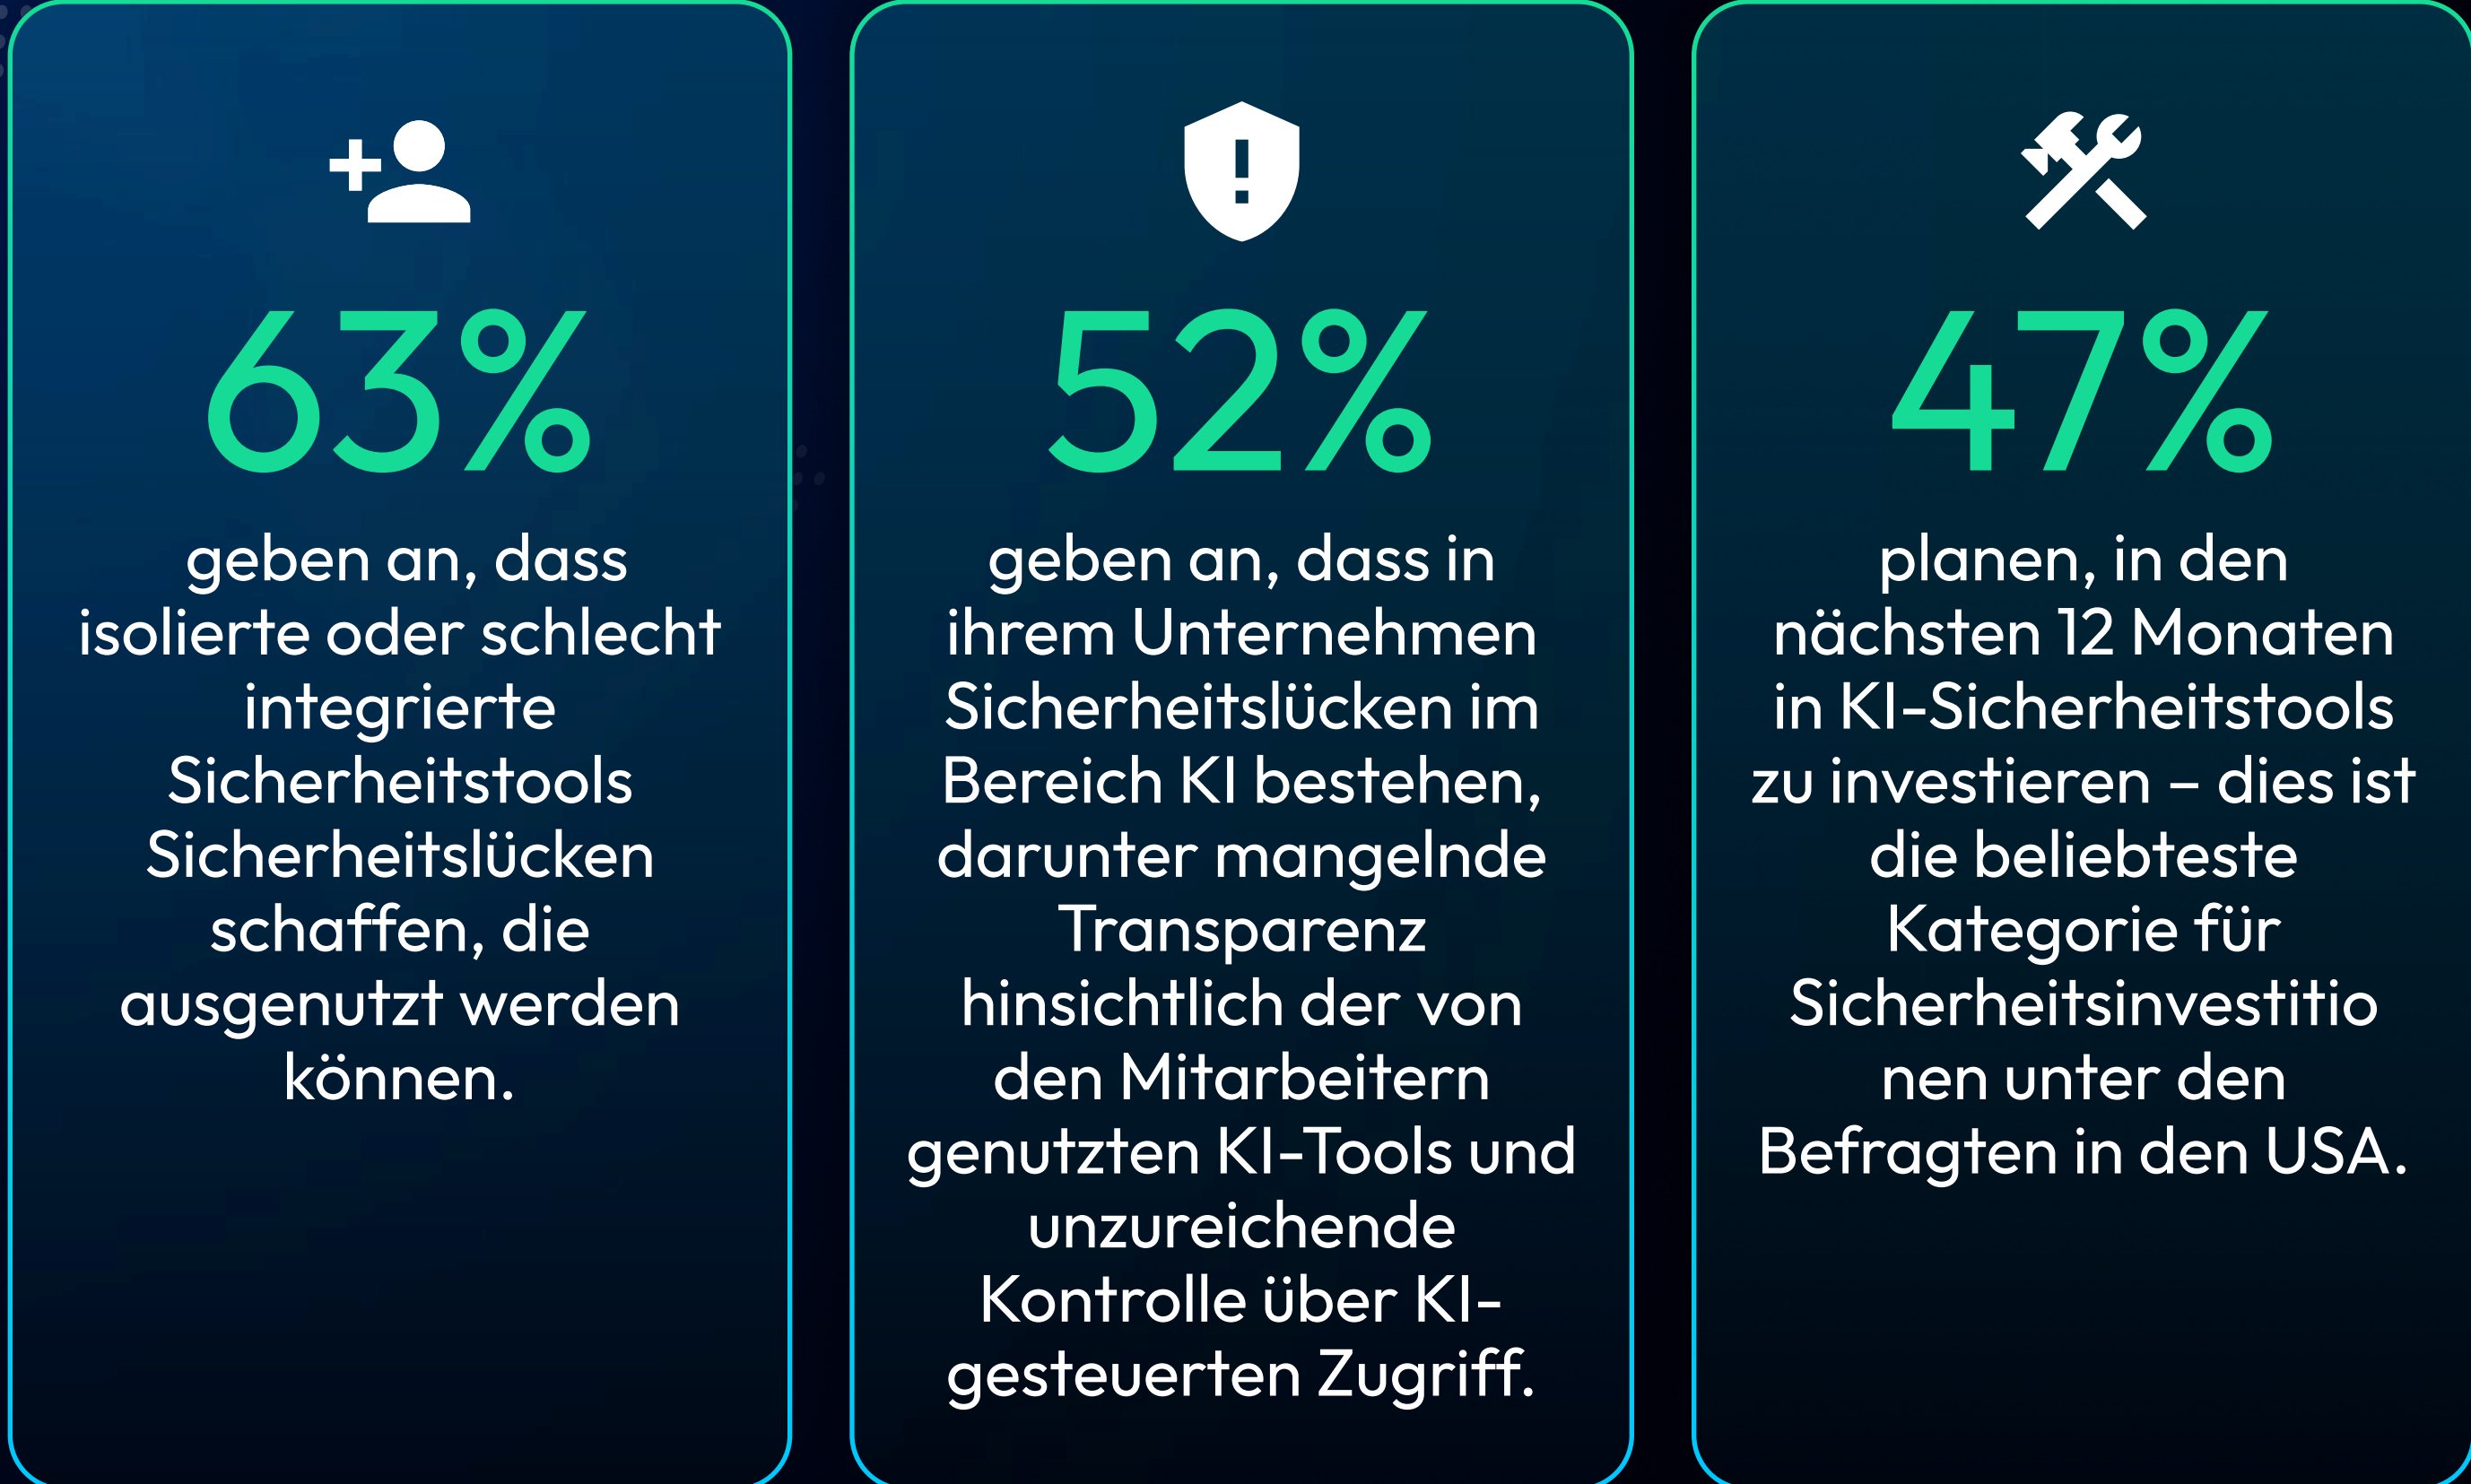 63%
geben an, dass
isolierte oder schlecht
integrierte
Sicherheitstools
Sicherheitslücken
schaffen, die
ausgenutzt werden
können.
52%
geben an, dass in
ihrem Unternehmen
Sicherheitslücken im
Bereich KI bestehen,
darunter mangelnde
Transparenz
hinsichtlich der von
den Mitarbeitern
genutzten KI-Tools und
unzureichende
Kontrolle über KI-
gesteuerten Zugriff.
47%
planen, in den
nächsten 12 Monaten
in KI-Sicherheitstools
zu investieren – dies ist
die beliebteste
Kategorie für
Sicherheitsinvestitio
nen unter den
Befragten in den USA.